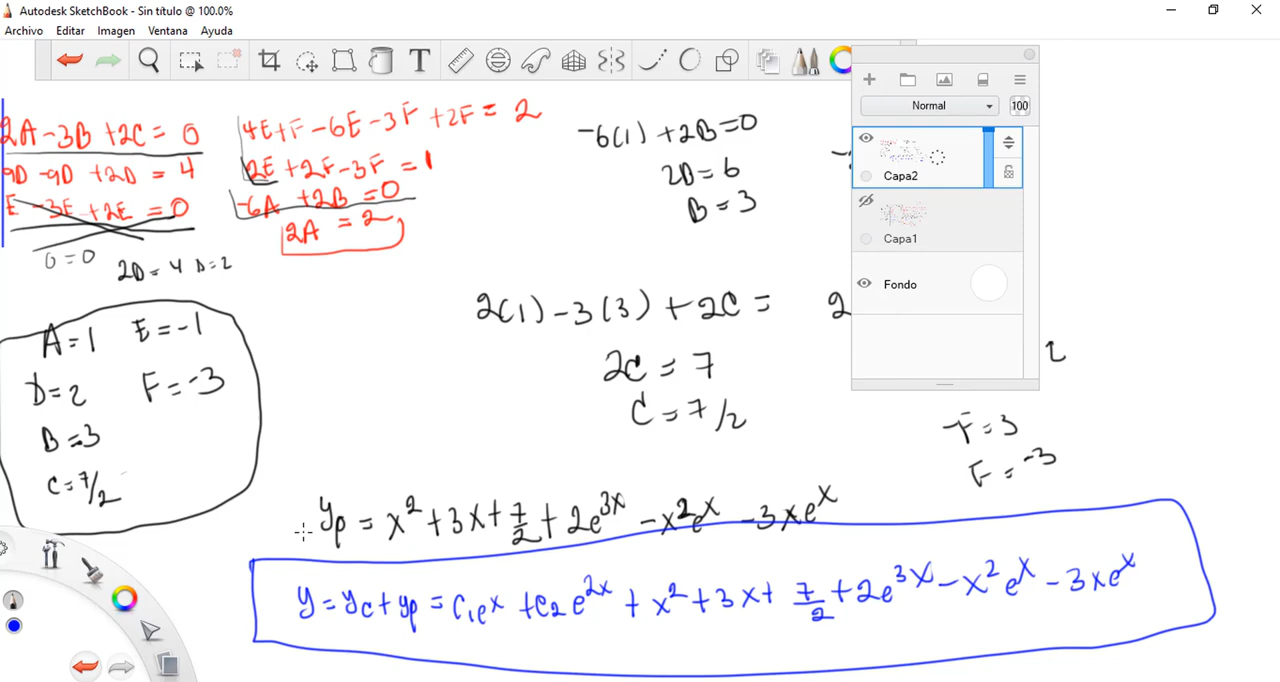 Autodesk SketchBook - Sin título @ 100.0%
Archivo Editar Imagen Ventana Ayuda
T
Normal 100
Capa2
Capa1
Fondo
2A - 3B + 2C = 0
9D - 9D + 2D = 4
E - 3E + 2E = 0
0 = 0
2D = 4 D = 2
4E + F - 6E - 3F + 2F = 2
2E + 2F - 3F = 1
-6A + 2B = 0
2A = 2
-6(1) + 2B = 0
2B = 6
B = 3
2(1) - 3(3) + 2C =
2
2C = 7
C = 7/2
F = 3
F = -3
A = 1 E = -1
D = 2 F = -3
B = 3
C = 7/2
yp = x² + 3x + 7/2 + 2e^{3x} - x²e^x - 3xe^x
y = yc + yp = c₁e^x + c₂e^{2x} + x² + 3x + 7/2 + 2e^{3x} - x²e^x - 3xe^x